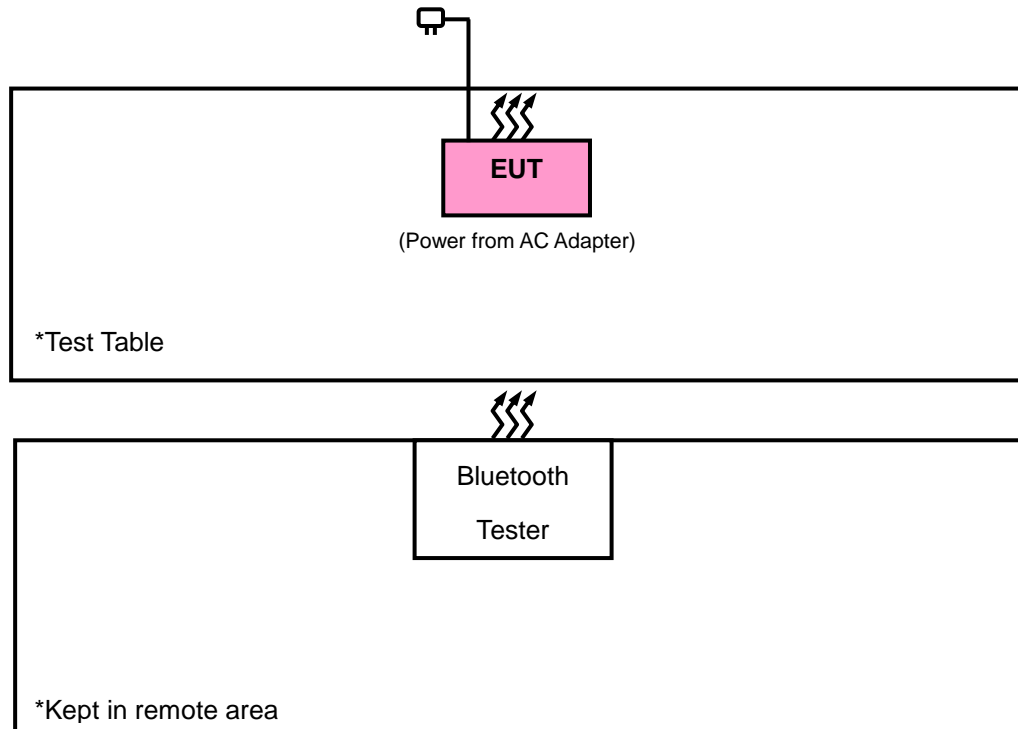 EUT
(Power from AC Adapter)
*Test Table
Bluetooth
Tester
*Kept in remote area